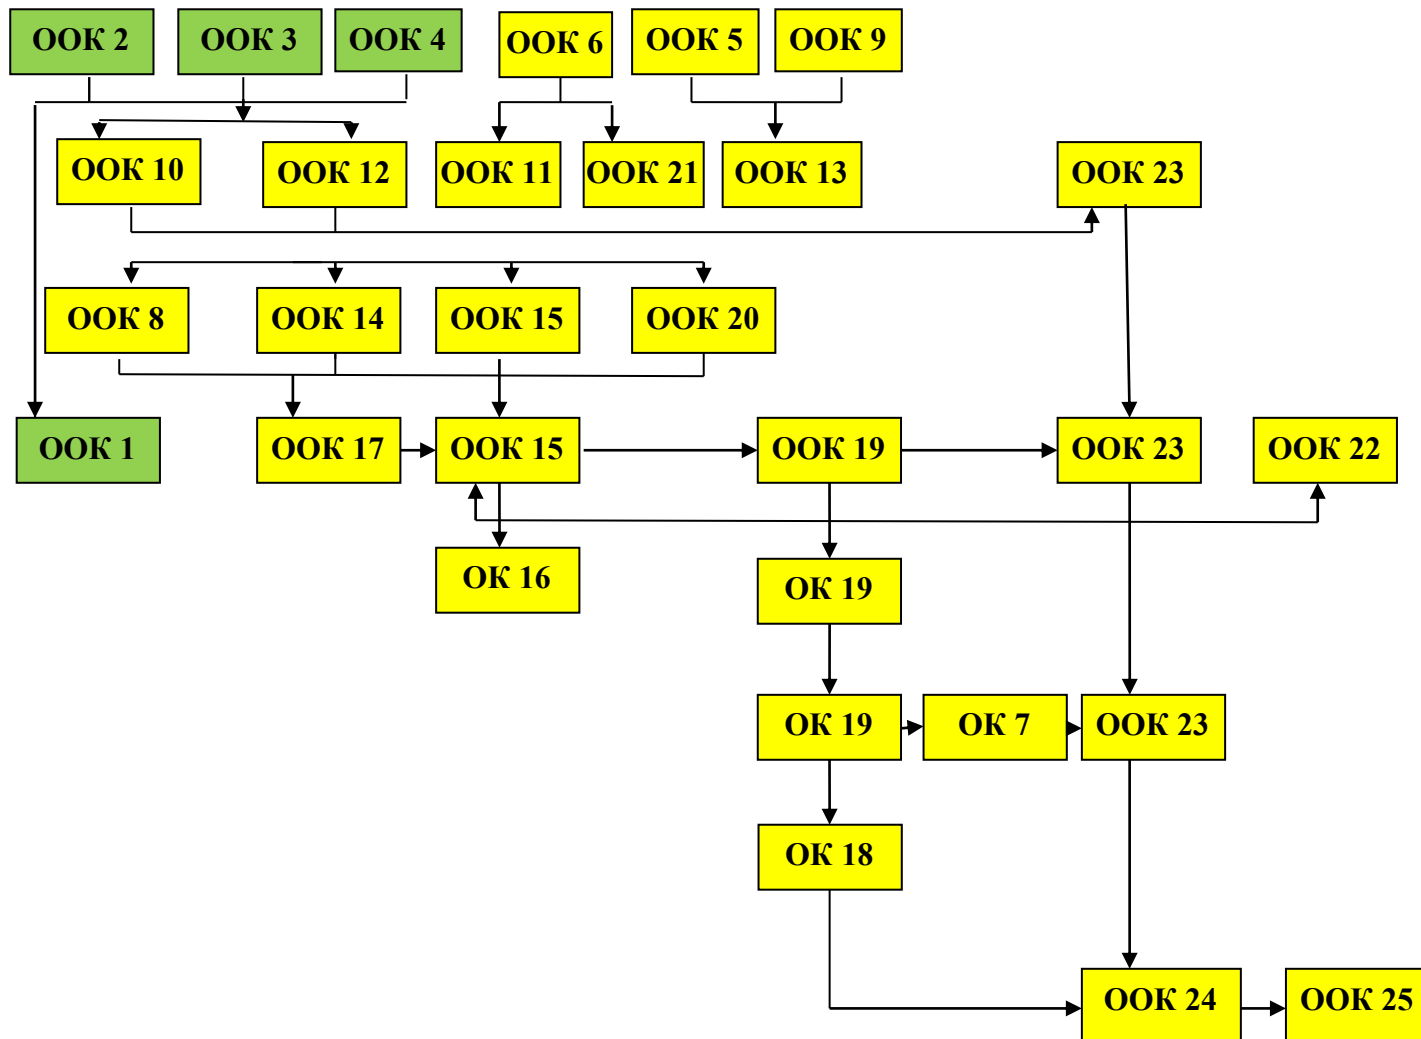 ООК 2
ООК 3
ООК 4
ООК 6
ООК 5
ООК 9
ООК 10
ООК 12
ООК 11
ООК 21
ООК 13
ООК 23
ООК 8
ООК 14
ООК 15
ООК 20
ООК 1
ООК 17
ООК 15
ООК 19
ООК 23
ООК 22
ОК 16
ОК 19
ОК 19
ОК 7
ООК 23
ОК 18
ООК 24
ООК 25